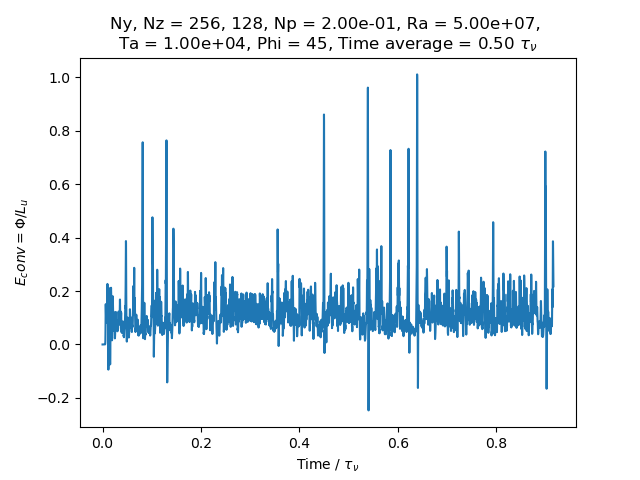 Ny, Nz = 256, 128, Np = 2.00e-01, Ra = 5.00e+07,
Ta = 1.00e+04, Phi = 45, Time average = 0.50 τ_ν
E_conv = Φ/L_u
1.0
0.8
0.6
0.4
0.2
0.0
−0.2
0.0 0.2 0.4 0.6 0.8
Time / τ_ν